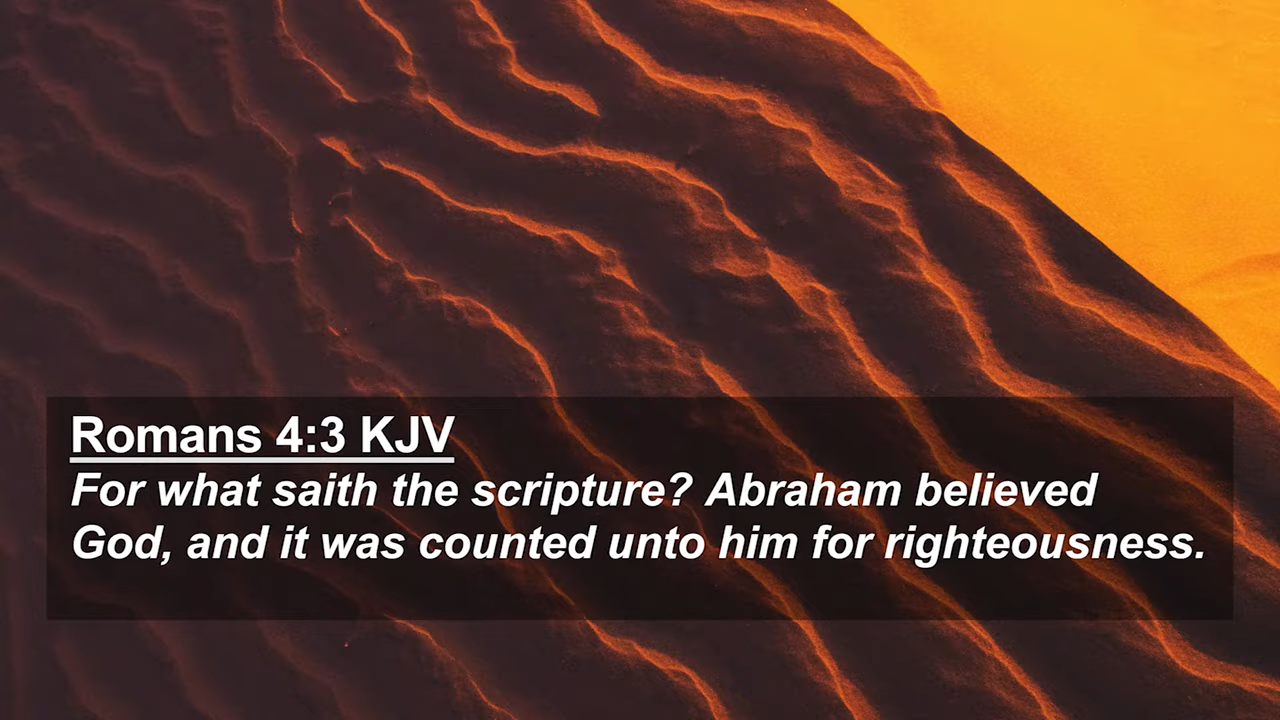 Romans 4:3 KJV
For what saith the scripture? Abraham believed
God, and it was counted unto him for righteousness.